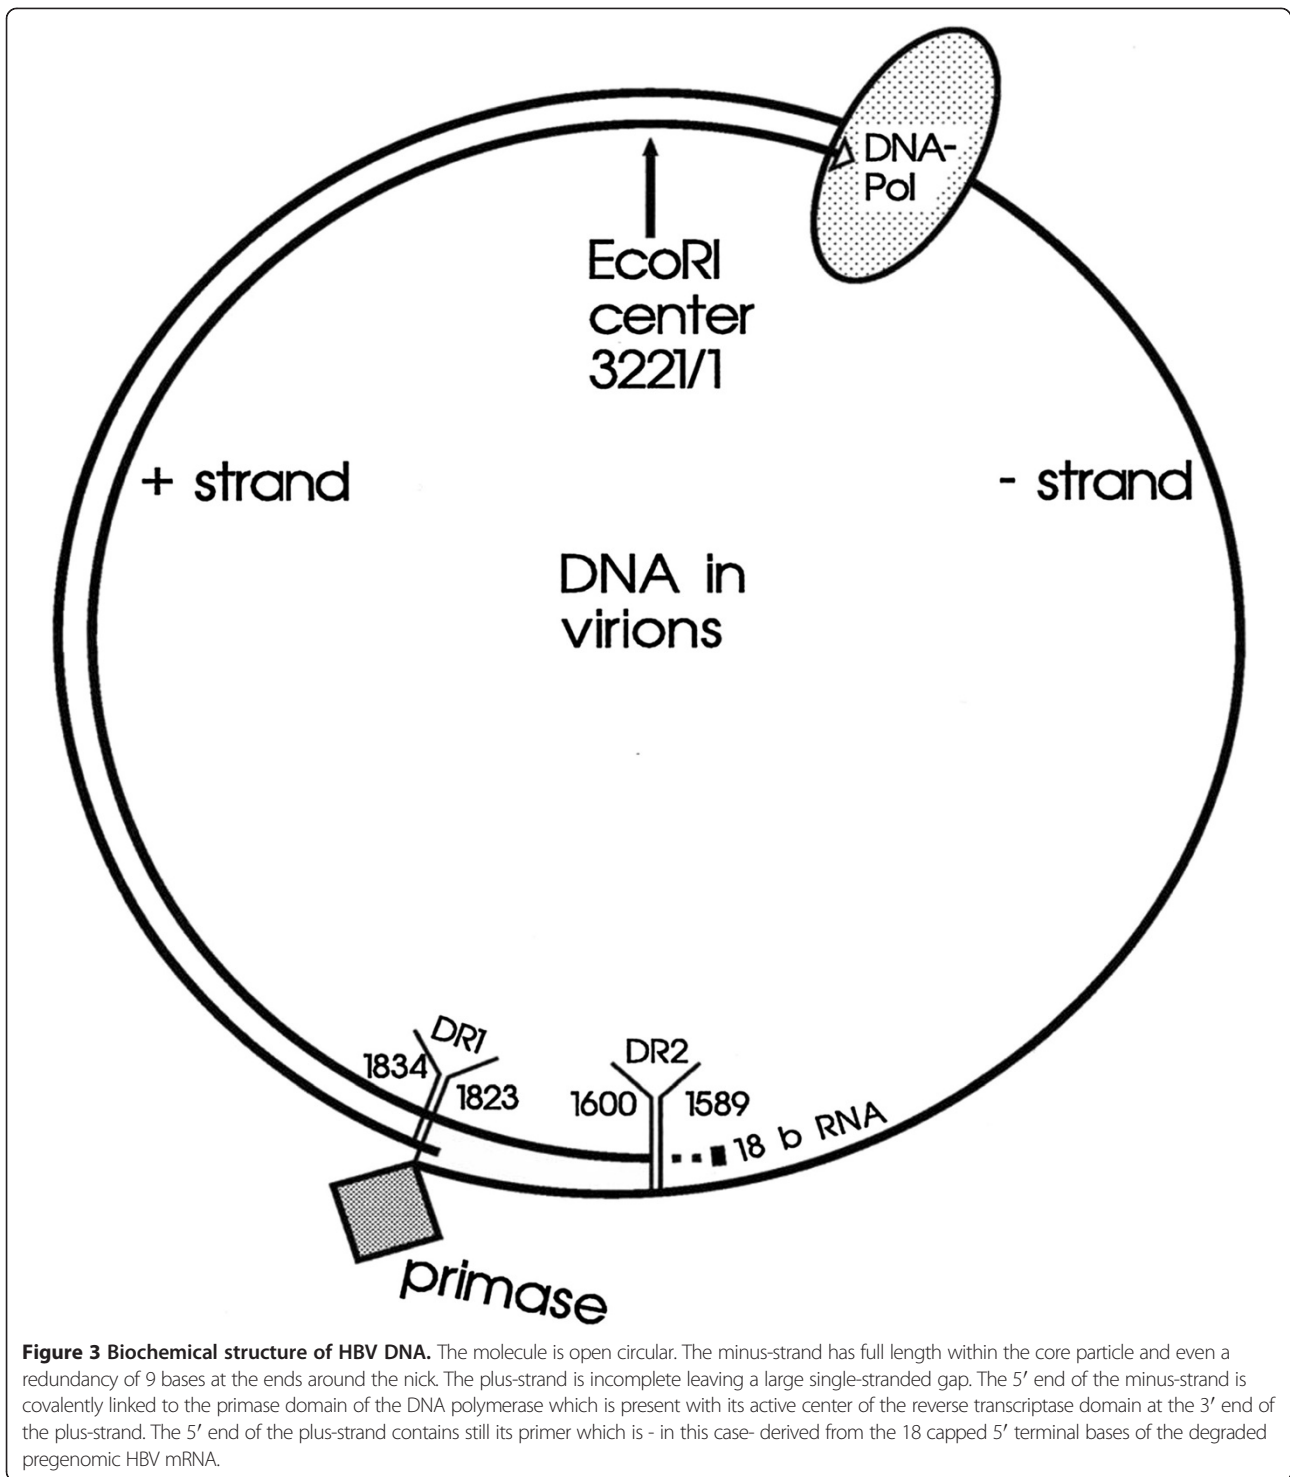 DNA-
Pol
EcoRI
center
3221/1
+ strand
- strand
DNA in
virions
DR1
1834
1823
DR2
1600
1589
18 b RNA
primase
Figure 3 Biochemical structure of HBV DNA. The molecule is open circular. The minus-strand has full length within the core particle and even a
redundancy of 9 bases at the ends around the nick. The plus-strand is incomplete leaving a large single-stranded gap. The 5′ end of the minus-strand is
covalently linked to the primase domain of the DNA polymerase which is present with its active center of the reverse transcriptase domain at the 3′ end of
the plus-strand. The 5′ end of the plus-strand contains still its primer which is - in this case- derived from the 18 capped 5′ terminal bases of the degraded
pregenomic HBV mRNA.